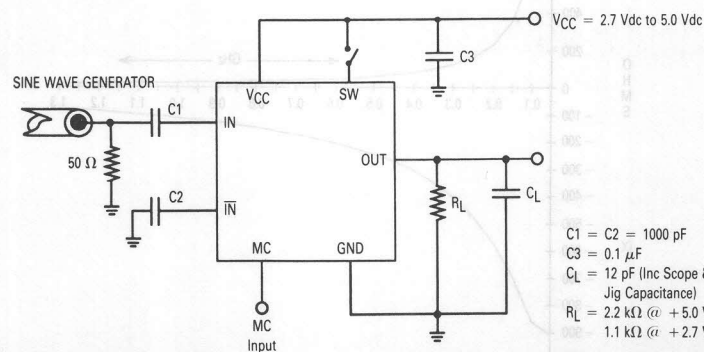 VCC = 2.7 Vdc to 5.0 Vdc
C3
SINE WAVE GENERATOR
VCC
SW
C1
IN
OUT
50 Ω
C2
IN
RL
CL
MC
GND
MC
Input
C1 = C2 = 1000 pF
C3 = 0.1 μF
CL = 12 pF (Inc Scope &
Jig Capacitance)
RL = 2.2 kΩ @ +5.0 V
1.1 kΩ @ +2.7 V